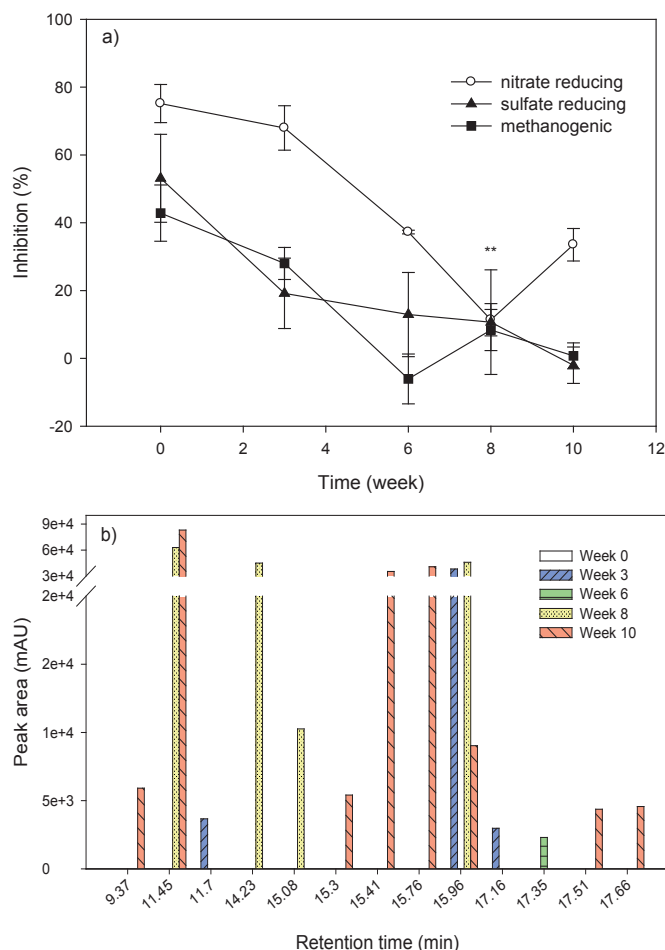 a)
nitrate reducing
sulfate reducing
methanogenic
Inhibition (%)
100
80
60
40
20
0
-20
**
0 2 4 6 8 10 12
Time (week)
b)
Week 0
Week 3
Week 6
Week 8
Week 10
Peak area (mAU)
9e+4
6e+4
3e+4
2e+4
2e+4
1e+4
5e+3
0
9.37 11.45 11.7 14.23 15.08 15.3 15.41 15.76 15.96 17.16 17.35 17.51 17.66
Retention time (min)